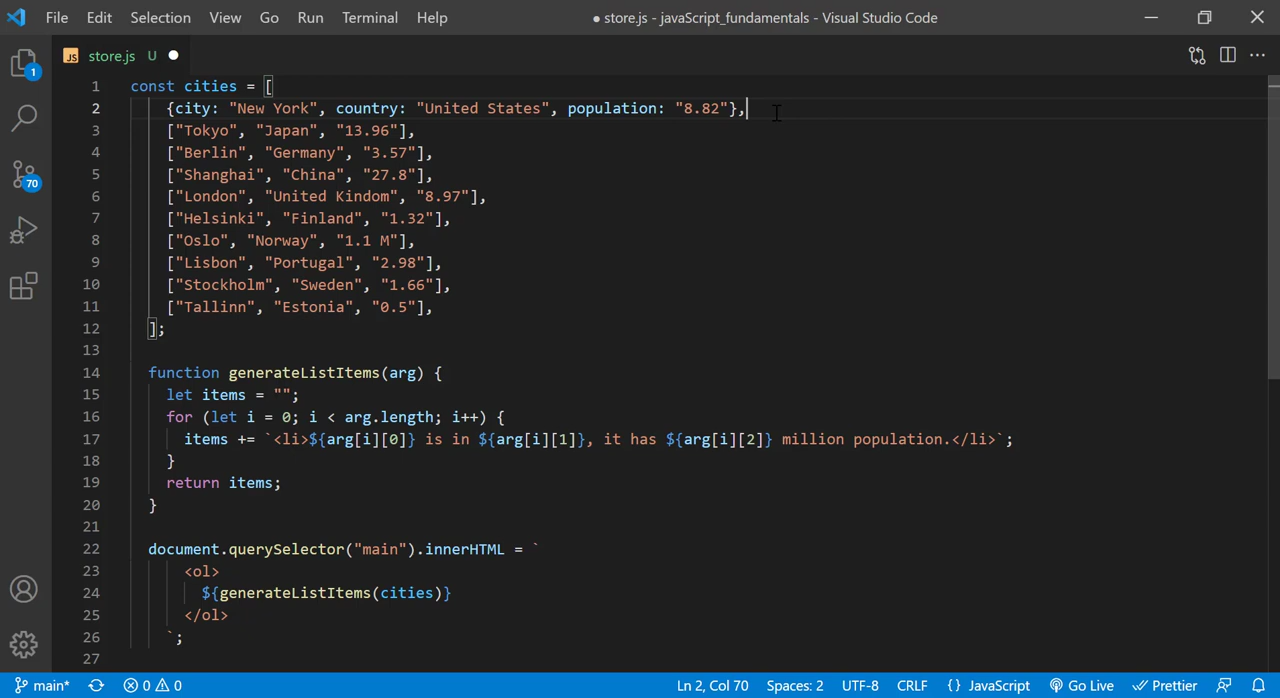 File Edit Selection View Go Run Terminal Help ● store.js - javaScript_fundamentals - Visual Studio Code
JS store.js U
1 const cities = [
2 {city: "New York", country: "United States", population: "8.82"},
3 ["Tokyo", "Japan", "13.96"],
4 ["Berlin", "Germany", "3.57"],
5 ["Shanghai", "China", "27.8"],
6 ["London", "United Kindom", "8.97"],
7 ["Helsinki", "Finland", "1.32"],
8 ["Oslo", "Norway", "1.1 M"],
9 ["Lisbon", "Portugal", "2.98"],
10 ["Stockholm", "Sweden", "1.66"],
11 ["Tallinn", "Estonia", "0.5"],
12 ];
13
14 function generateListItems(arg) {
15 let items = "";
16 for (let i = 0; i < arg.length; i++) {
17 items += `<li>${arg[i][0]} is in ${arg[i][1]}, it has ${arg[i][2]} million population.</li>`;
18 }
19 return items;
20 }
21
22 document.querySelector("main").innerHTML = `
23 <ol>
24 ${generateListItems(cities)}
25 </ol>
26 `;
27
1
70
main* 0 0 Ln 2, Col 70 Spaces: 2 UTF-8 CRLF {} JavaScript Go Live Prettier